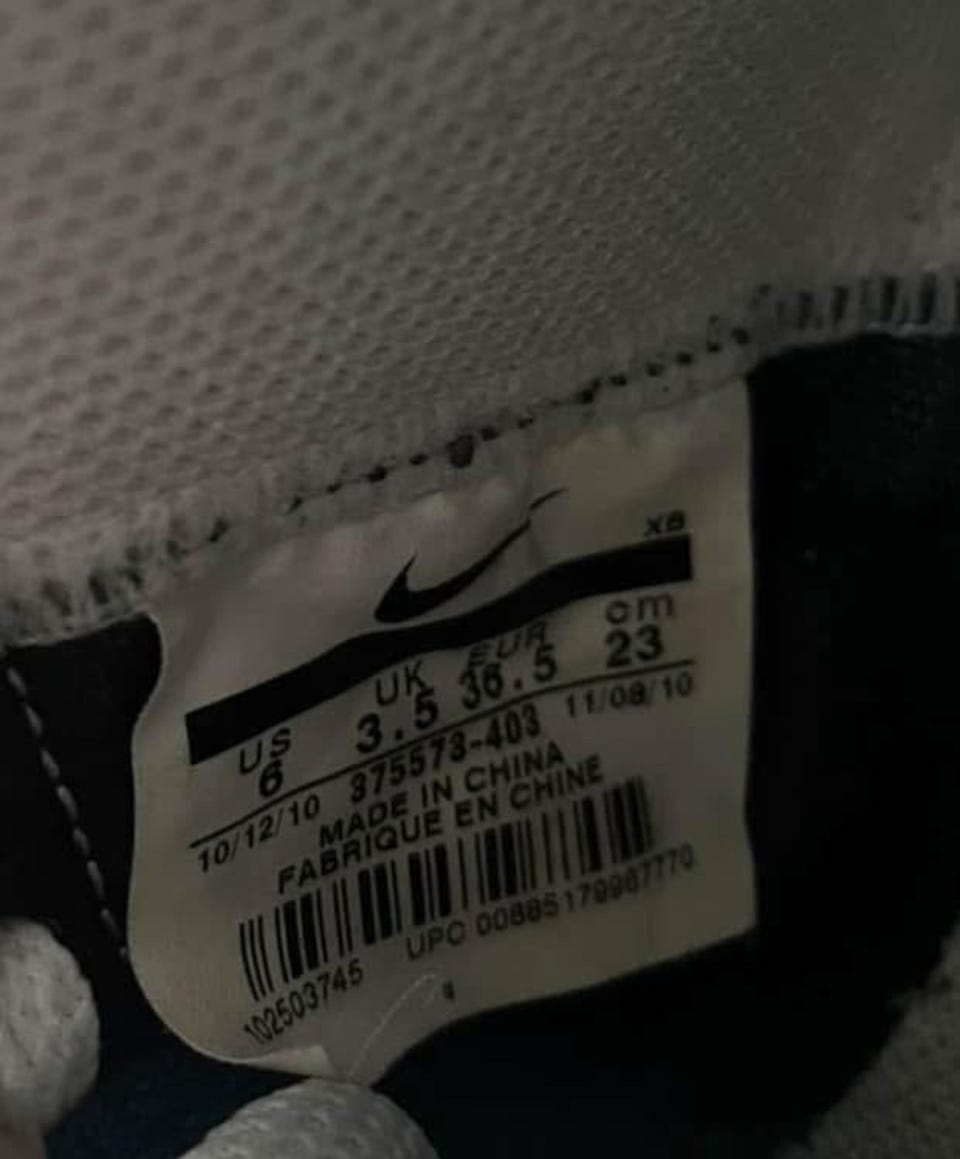 XB
US UK EUR cm
6 3.5 36.5 23
10/12/10 375573-403 11/08/10
MADE IN CHINA
FABRIQUE EN CHINE
UPC 00885179967770
102503745